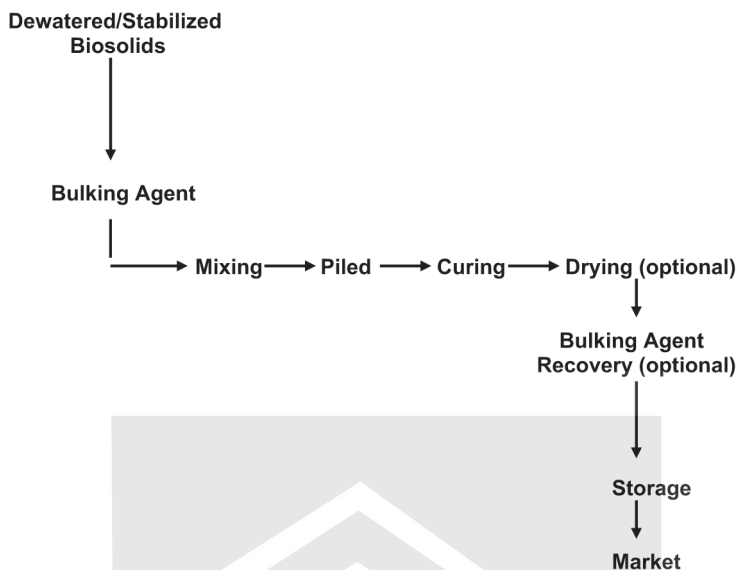 Dewatered/Stabilized
Biosolids
Bulking Agent
Mixing
Piled
Curing
Drying (optional)
Bulking Agent
Recovery (optional)
Storage
Market